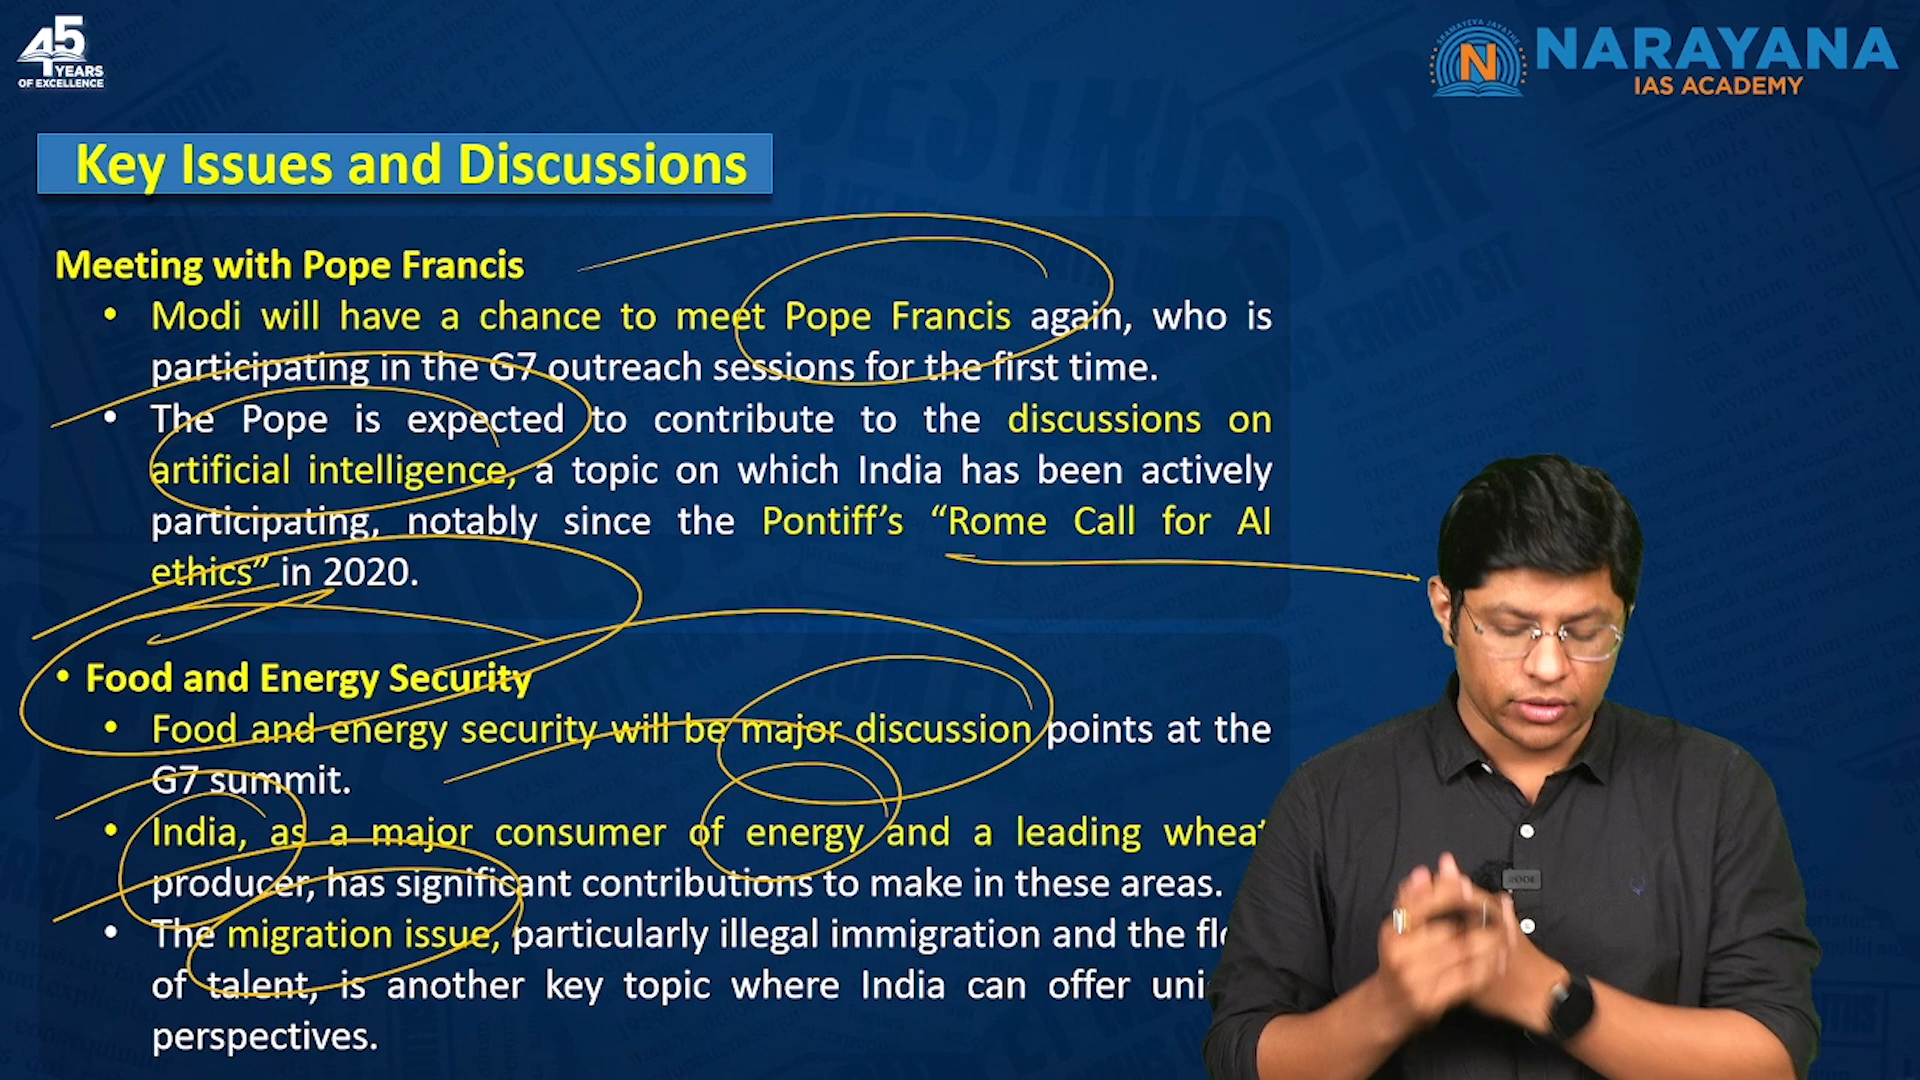 45
YEARS
OF EXCELLENCE
SHRAMAYEVA JAYATHE
N
NARAYANA
IAS ACADEMY
Key Issues and Discussions
Meeting with Pope Francis
• Modi will have a chance to meet Pope Francis again, who is
participating in the G7 outreach sessions for the first time.
• The Pope is expected to contribute to the discussions on
artificial intelligence, a topic on which India has been actively
participating, notably since the Pontiff’s “Rome Call for AI
ethics” in 2020.
• Food and Energy Security
• Food and energy security will be major discussion points at the
G7 summit.
• India, as a major consumer of energy and a leading wheat
producer, has significant contributions to make in these areas.
• The migration issue, particularly illegal immigration and the
of talent, is another key topic where India can offer
perspectives.
RODE